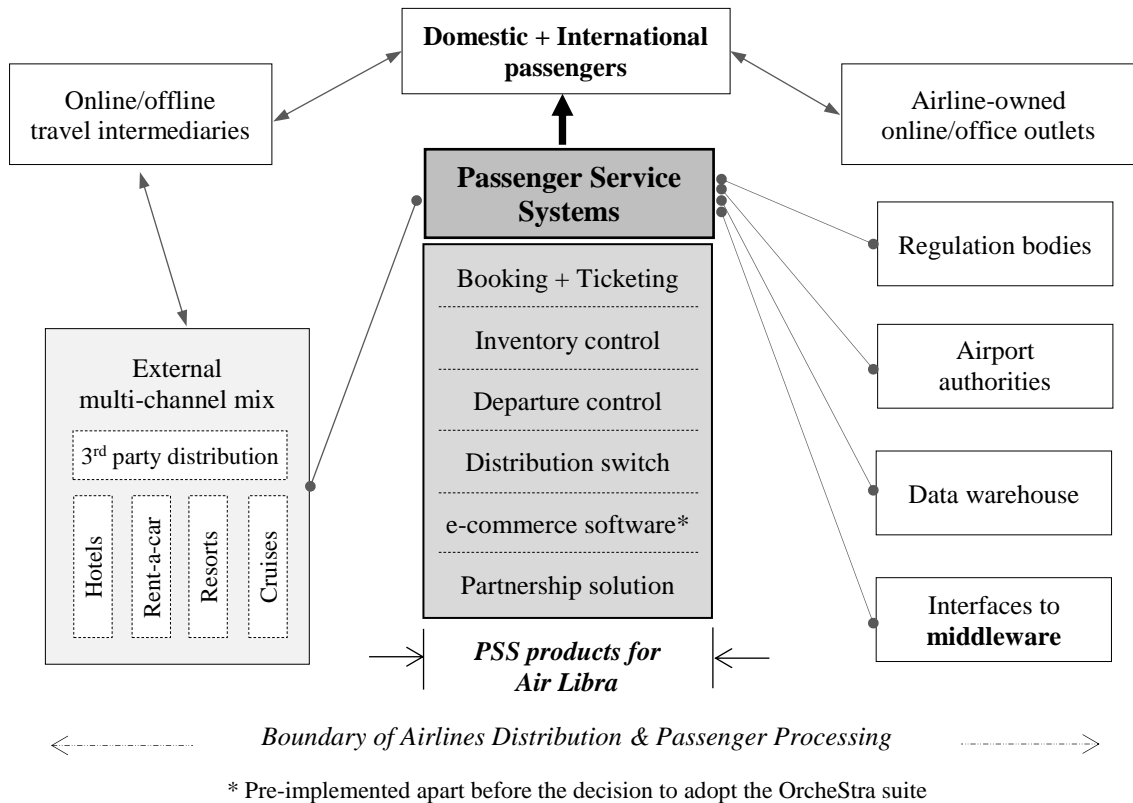 Domestic + International
passengers
Online/offline
travel intermediaries
Airline-owned
online/office outlets
Passenger Service
Systems
Booking + Ticketing
Inventory control
Departure control
Distribution switch
e-commerce software*
Partnership solution
External
multi-channel mix
3rd party distribution
Hotels
Rent-a-car
Resorts
Cruises
Regulation bodies
Airport
authorities
Data warehouse
Interfaces to
middleware
PSS products for
Air Libra
Boundary of Airlines Distribution & Passenger Processing
* Pre-implemented apart before the decision to adopt the OrcheStra suite